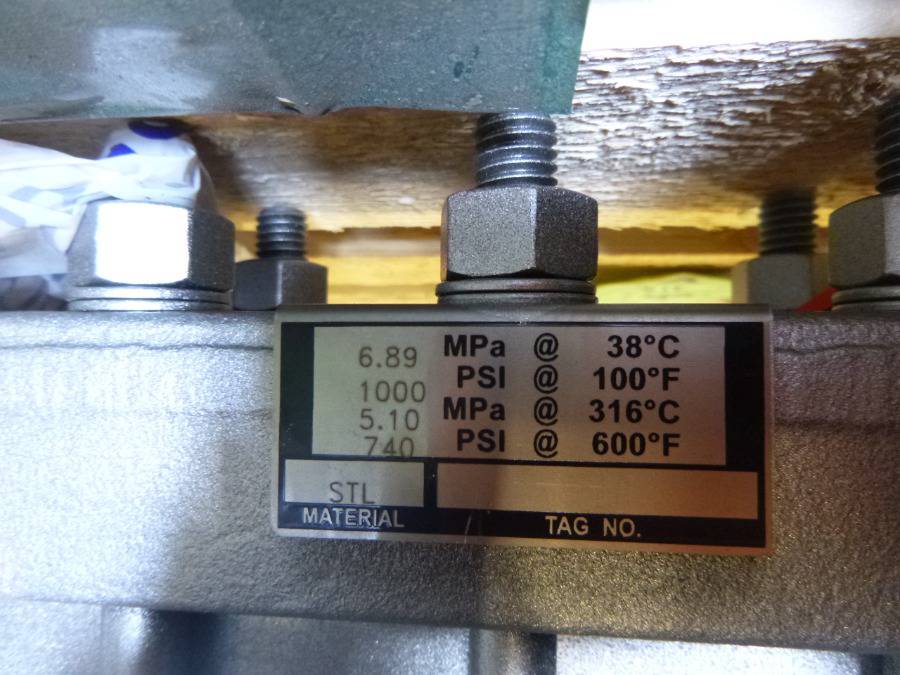 6.89 MPa @ 38°C
1000 PSI @ 100°F
5.10 MPa @ 316°C
740 PSI @ 600°F
STL
MATERIAL
TAG NO.